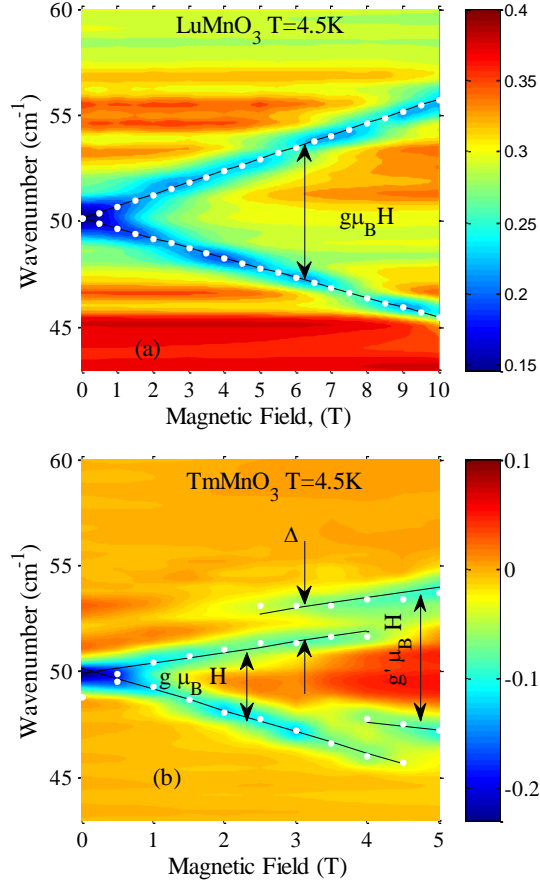 LuMnO3 T=4.5K
60
55
50
45
Wavenumber (cm-1)
gμBH
(a)
0 1 2 3 4 5 6 7 8 9 10
Magnetic Field, (T)
0.4
0.35
0.3
0.25
0.2
0.15
TmMnO3 T=4.5K
60
55
50
45
Wavenumber (cm-1)
Δ
g μBH
g' μBH
(b)
0 1 2 3 4 5
Magnetic Field (T)
0.1
0
-0.1
-0.2